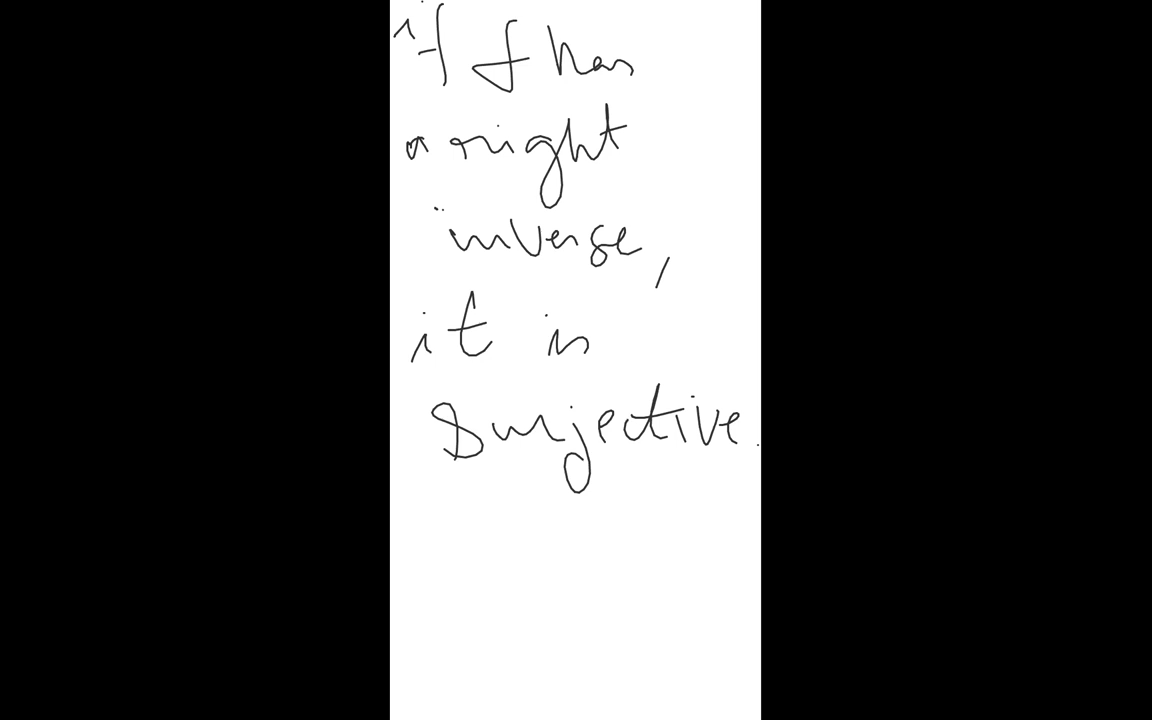 if f has
a right
inverse,
it is
surjective.